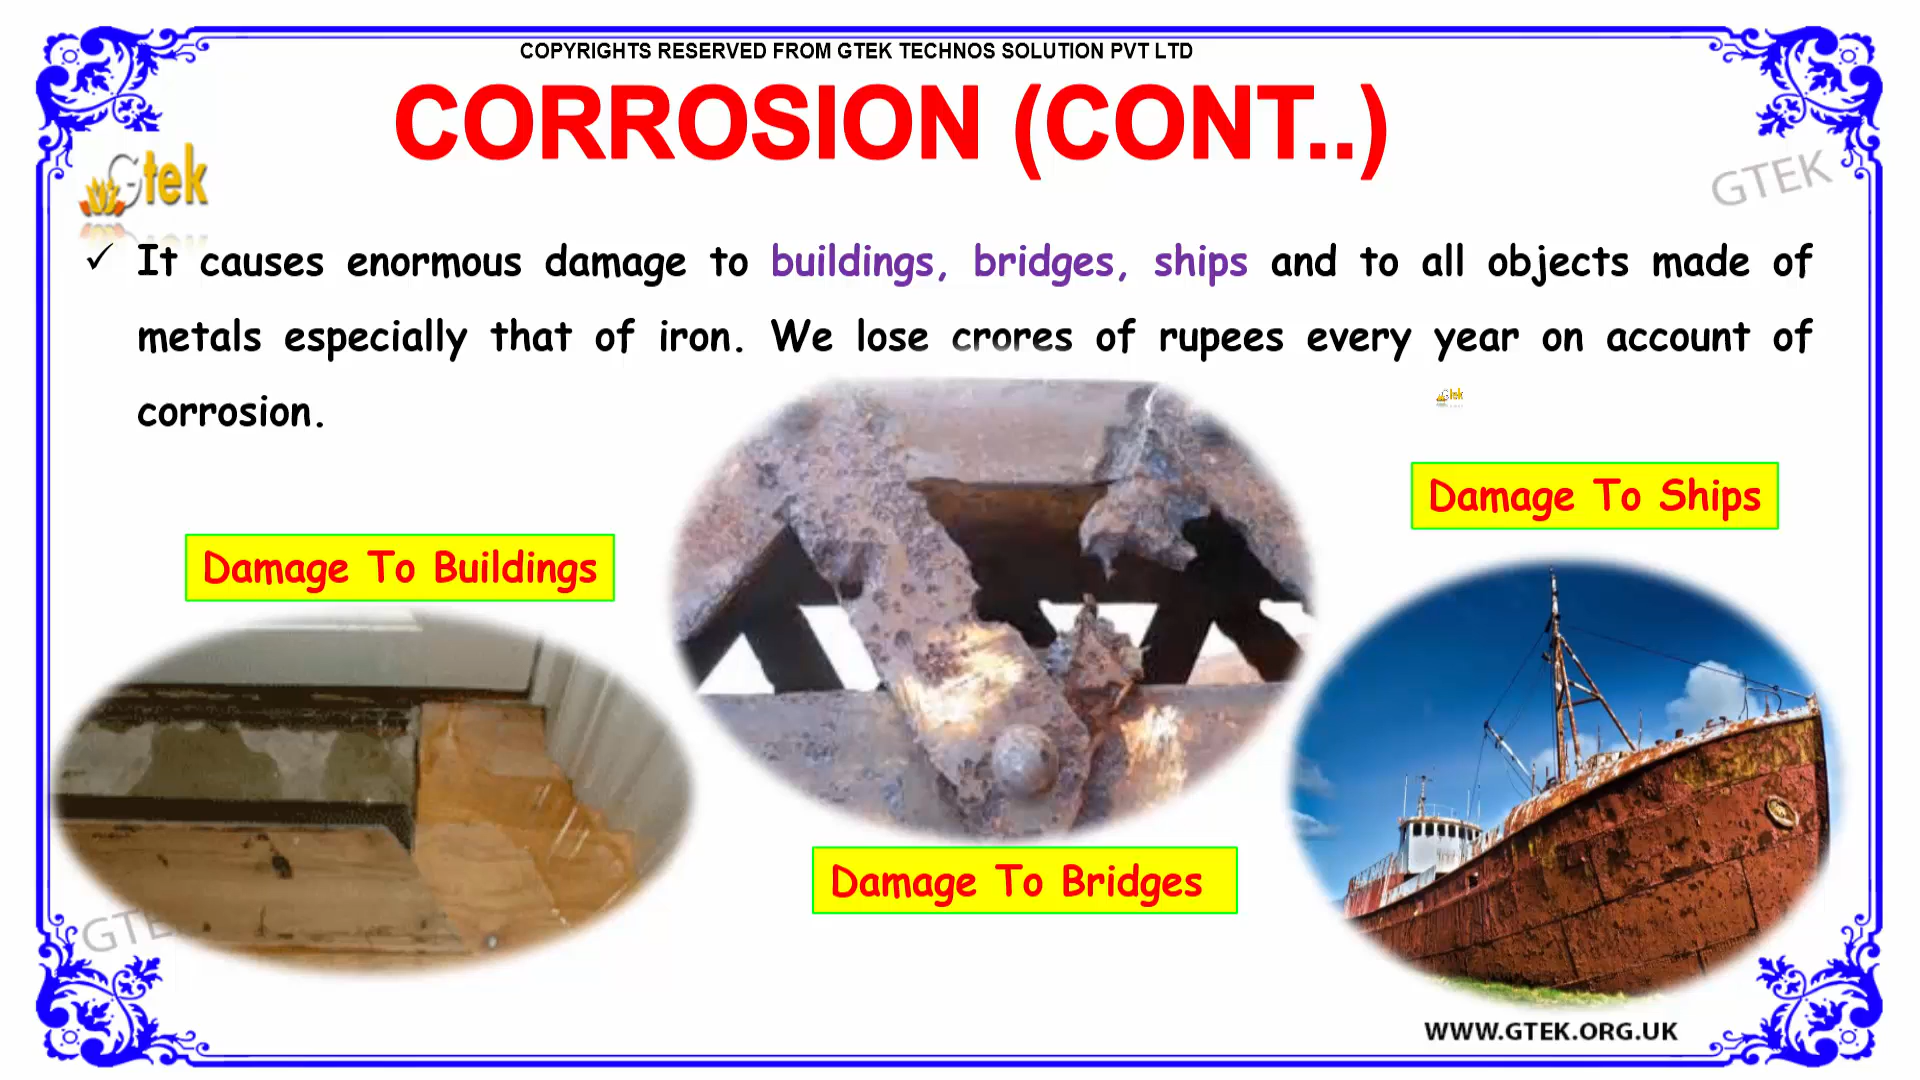 COPYRIGHTS RESERVED FROM GTEK TECHNOS SOLUTION PVT LTD
CORROSION (CONT..)
Gtek
GTEK
✓ It causes enormous damage to buildings, bridges, ships and to all objects made of
metals especially that of iron. We lose crores of rupees every year on account of
corrosion.
Gtek
Damage To Ships
Damage To Buildings
Damage To Bridges
GTE
WWW.GTEK.ORG.UK